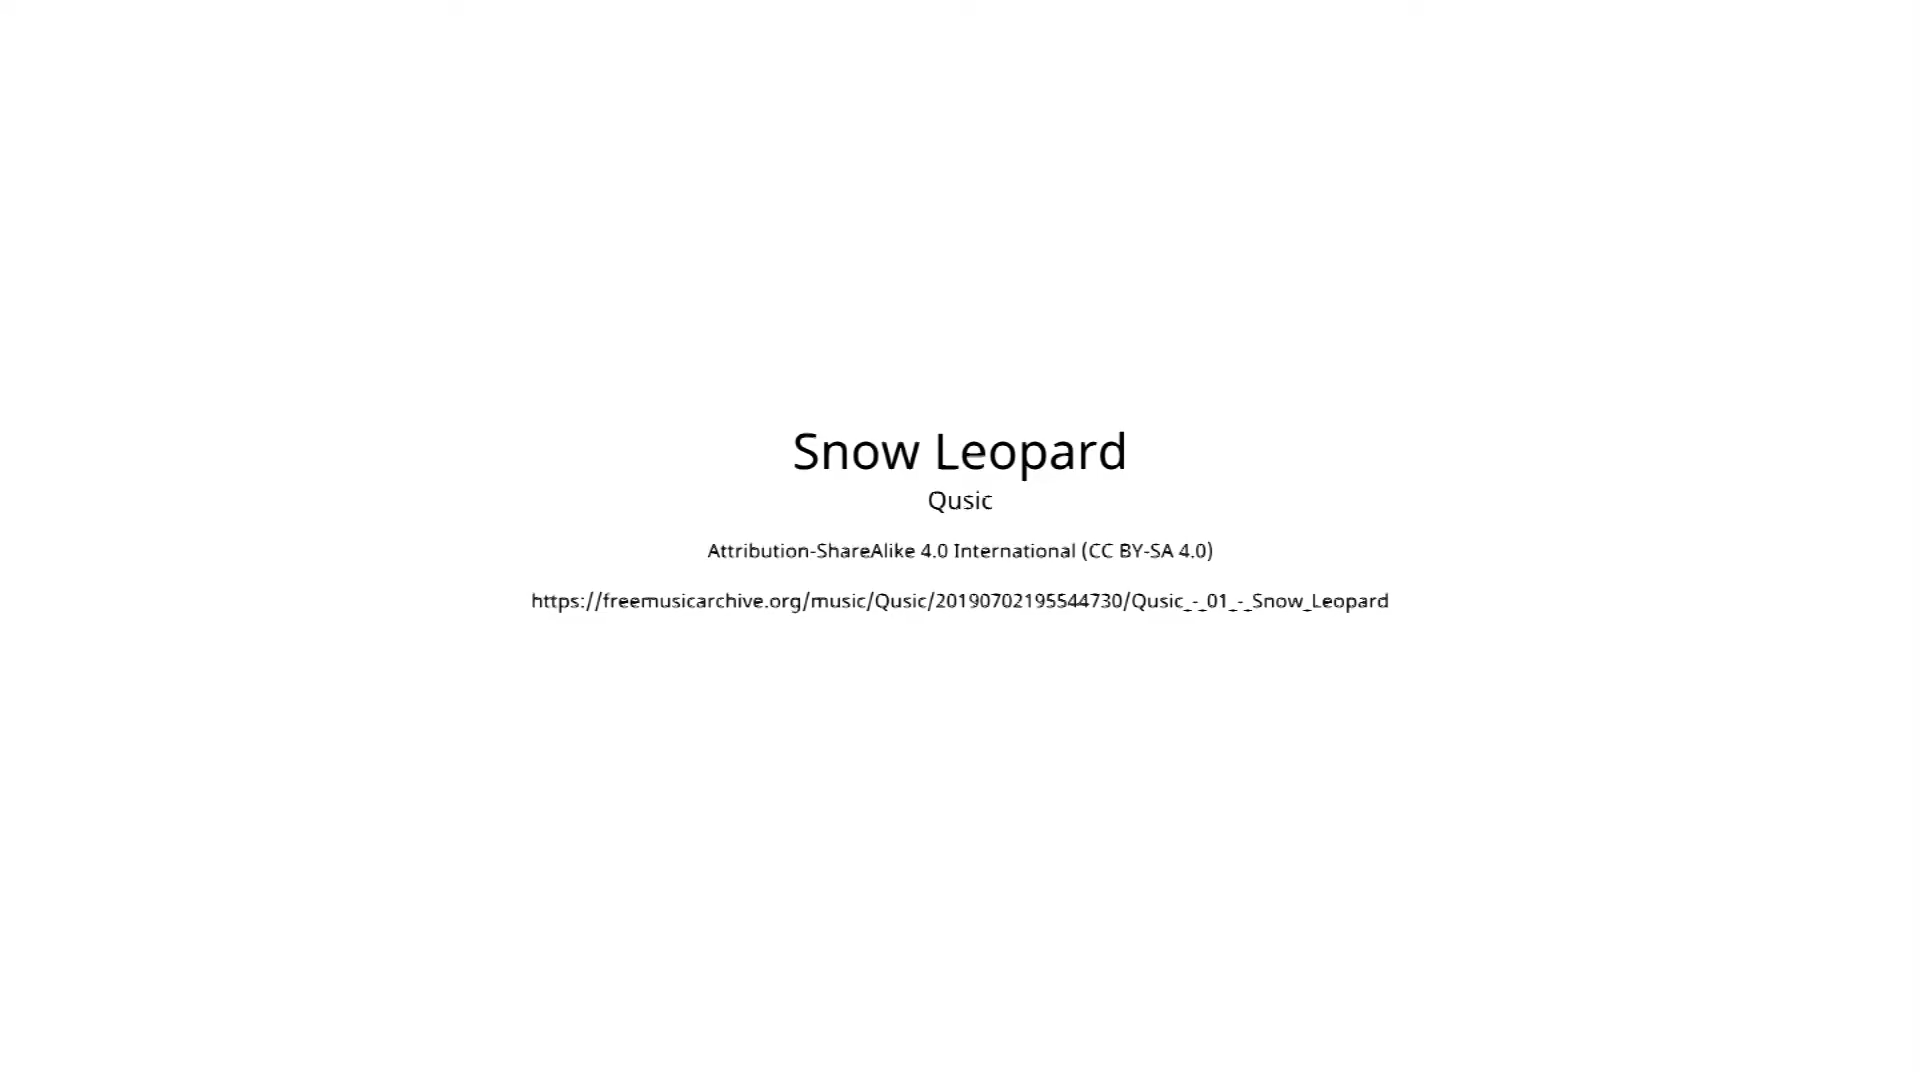 Snow Leopard
Qusic
Attribution-ShareAlike 4.0 International (CC BY-SA 4.0)
https://freemusicarchive.org/music/Qusic/20190702195544730/Qusic_-_01_-_Snow_Leopard